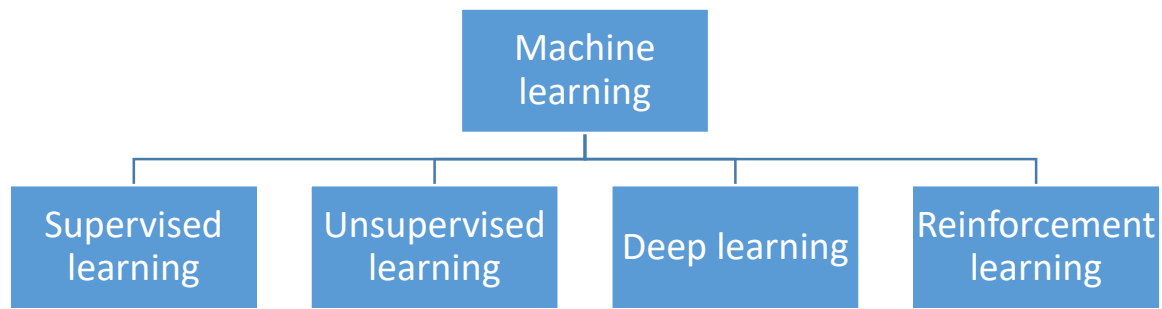 Machine
learning
Supervised
learning
Unsupervised
learning
Deep learning
Reinforcement
learning